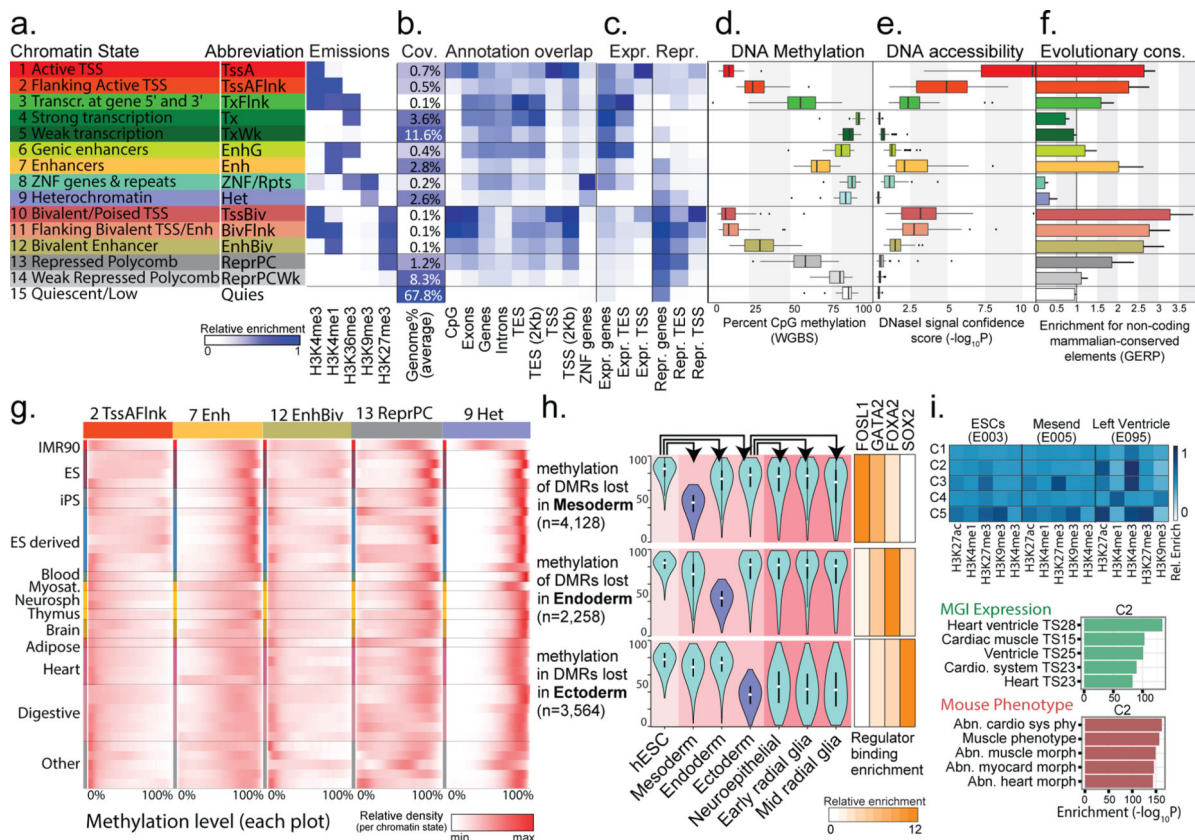 a.
b.
c.
d.
e.
f.
Chromatin State Abbreviation Emissions Cov. Annotation overlap Expr. Repr. DNA Methylation DNA accessibility Evolutionary cons.
1 Active TSS TssA 0.7%
2 Flanking Active TSS TssAFlnk 0.5%
3 Transcr. at gene 5' and 3' TxFlnk 0.1%
4 Strong transcription Tx 3.6%
5 Weak transcription TxWk 11.6%
6 Genic enhancers EnhG 0.4%
7 Enhancers Enh 2.8%
8 ZNF genes & repeats ZNF/Rpts 0.2%
9 Heterochromatin Het 2.6%
10 Bivalent/Poised TSS TssBiv 0.1%
11 Flanking Bivalent TSS/Enh BivFlnk 0.1%
12 Bivalent Enhancer EnhBiv 0.1%
13 Repressed Polycomb ReprPC 1.2%
14 Weak Repressed Polycomb ReprPCWk 8.3%
15 Quiescent/Low Quies 67.8%
Relative enrichment
0 1
H3K4me3
H3K4me1
H3K36me3
H3K9me3
H3K27me3
Genome%
(average)
CpG
Exons
Genes
Introns
TES
TES (2Kb)
TSS
TSS (2Kb)
ZNF genes
Expr. genes
Expr. TES
Expr. TSS
Repr. genes
Repr. TES
Repr. TSS
0 25 50 75 100
Percent CpG methylation
(WGBS)
2.5 5 7.5 10
DNaseI signal confidence
score (-log10P)
0 0.5 1 1.5 2 2.5 3 3.5
Enrichment for non-coding
mammalian-conserved
elements (GERP)
g.
2 TssAFlnk 7 Enh 12 EnhBiv 13 ReprPC 9 Het
IMR90
ES
iPS
ES derived
Blood
Myosat.
Neurosph
Thymus
Brain
Adipose
Heart
Digestive
Other
0% 100% 0% 100% 0% 100% 0% 100% 0% 100%
Methylation level (each plot)
Relative density
(per chromatin state)
min max
h.
methylation
of DMRs lost
in Mesoderm
(n=4,128)
100
50
0
methylation
of DMRs lost
in Endoderm
(n=2,258)
100
50
0
methylation
in DMRs lost
in Ectoderm
(n=3,564)
100
50
0
hESC
Mesoderm
Endoderm
Ectoderm
Neuroepithelial
Early radial glia
Mid radial glia
FOSL1
GATA2
FOXA2
SOX2
Regulator
binding
enrichment
Relative enrichment
0 12
i.
ESCs
(E003)
Mesend
(E005)
Left Ventricle
(E095)
C1
C2
C3
C4
C5
H3K27ac
H3K4me1
H3K27me3
H3K9me3
H3K4me3
H3K27ac
H3K4me1
H3K27me3
H3K9me3
H3K4me3
H3K27ac
H3K4me1
H3K4me3
H3K27me3
H3K9me3
1
0
Rel. Enrich
MGI Expression
C2
Heart ventricle TS28
Cardiac muscle TS15
Ventricle TS25
Cardio. system TS23
Heart TS23
0 50 100
Mouse Phenotype
C2
Abn. cardio sys phy
Muscle phenotype
Abn. muscle morph
Abn. myocard morph
Abn. heart morph
0 50 100 150
Enrichment (-log10P)